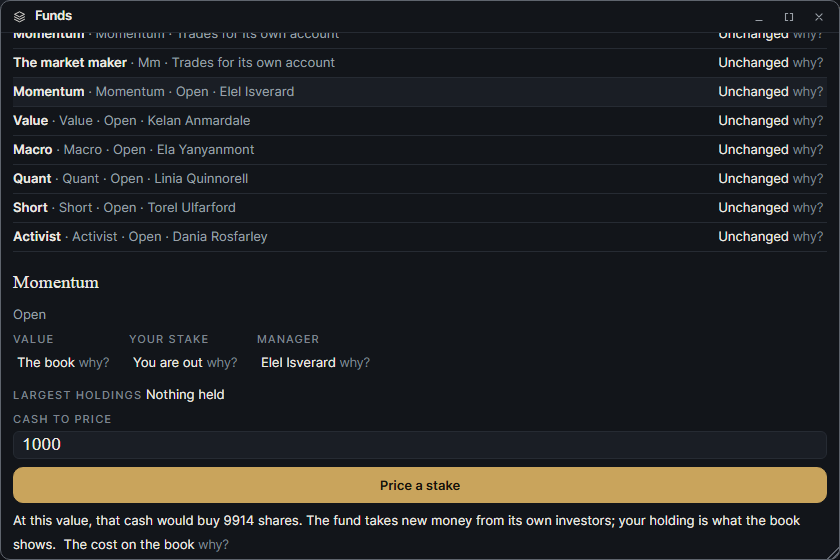 Funds
Momentum · Momentum · Trades for its own account Unchanged why?
The market maker · Mm · Trades for its own account Unchanged why?
Momentum · Momentum · Open · Elel Isverard Unchanged why?
Value · Value · Open · Kelan Anmardale Unchanged why?
Macro · Macro · Open · Ela Yanyanmont Unchanged why?
Quant · Quant · Open · Linia Quinnorell Unchanged why?
Short · Short · Open · Torel Ulfarford Unchanged why?
Activist · Activist · Open · Dania Rosfarley Unchanged why?
Momentum
Open
VALUE YOUR STAKE MANAGER
The book why? You are out why? Elel Isverard why?
LARGEST HOLDINGS Nothing held
CASH TO PRICE
1000
Price a stake
At this value, that cash would buy 9914 shares. The fund takes new money from its own investors; your holding is what the book
shows. The cost on the book why?